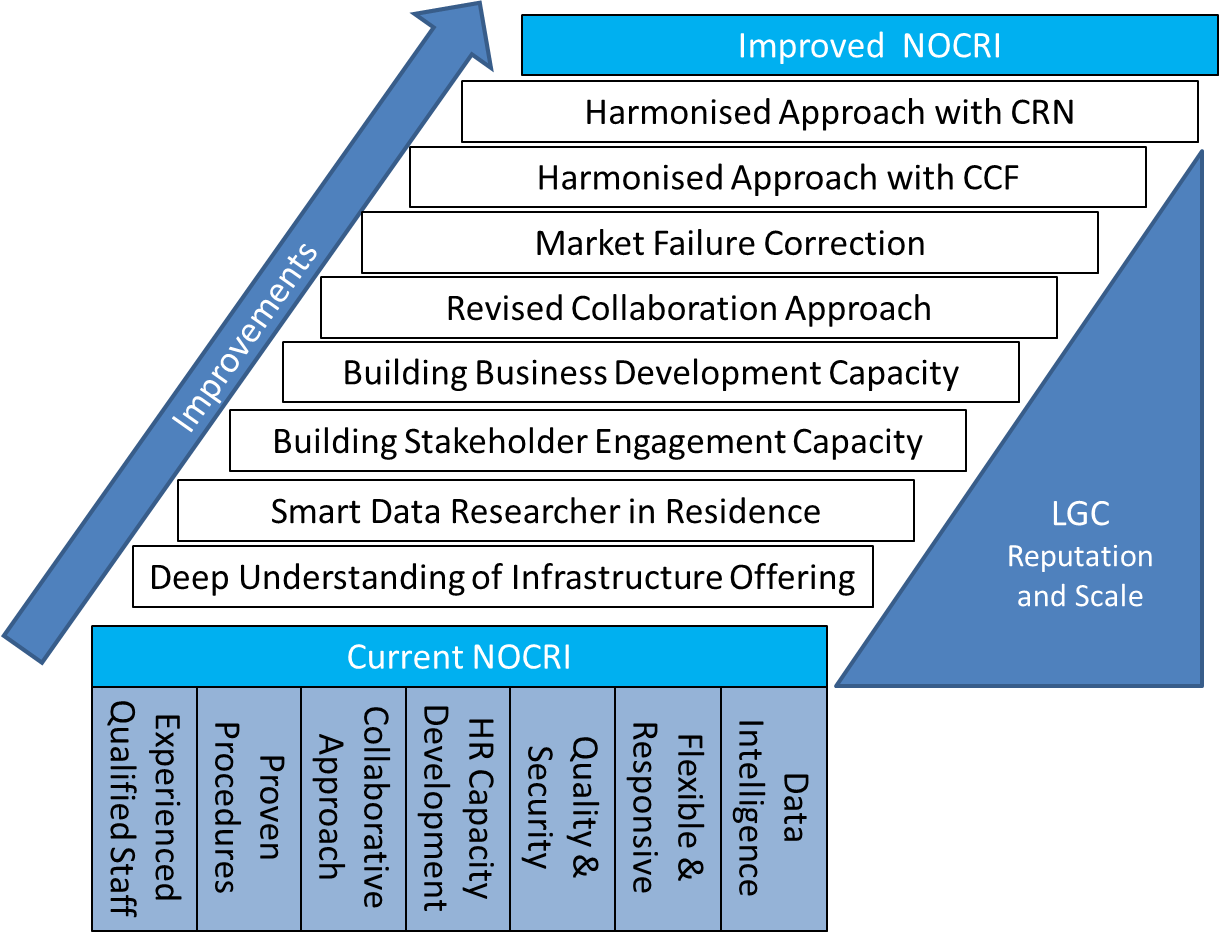 Improved NOCRI
Harmonised Approach with CRN
Harmonised Approach with CCF
Market Failure Correction
Revised Collaboration Approach
Building Business Development Capacity
Building Stakeholder Engagement Capacity
Smart Data Researcher in Residence
Deep Understanding of Infrastructure Offering
Improvements
LGC
Reputation
and Scale
Current NOCRI
Experienced
Qualified Staff
Proven
Procedures
Collaborative
Approach
HR Capacity
Development
Quality &
Security
Flexible &
Responsive
Data
Intelligence